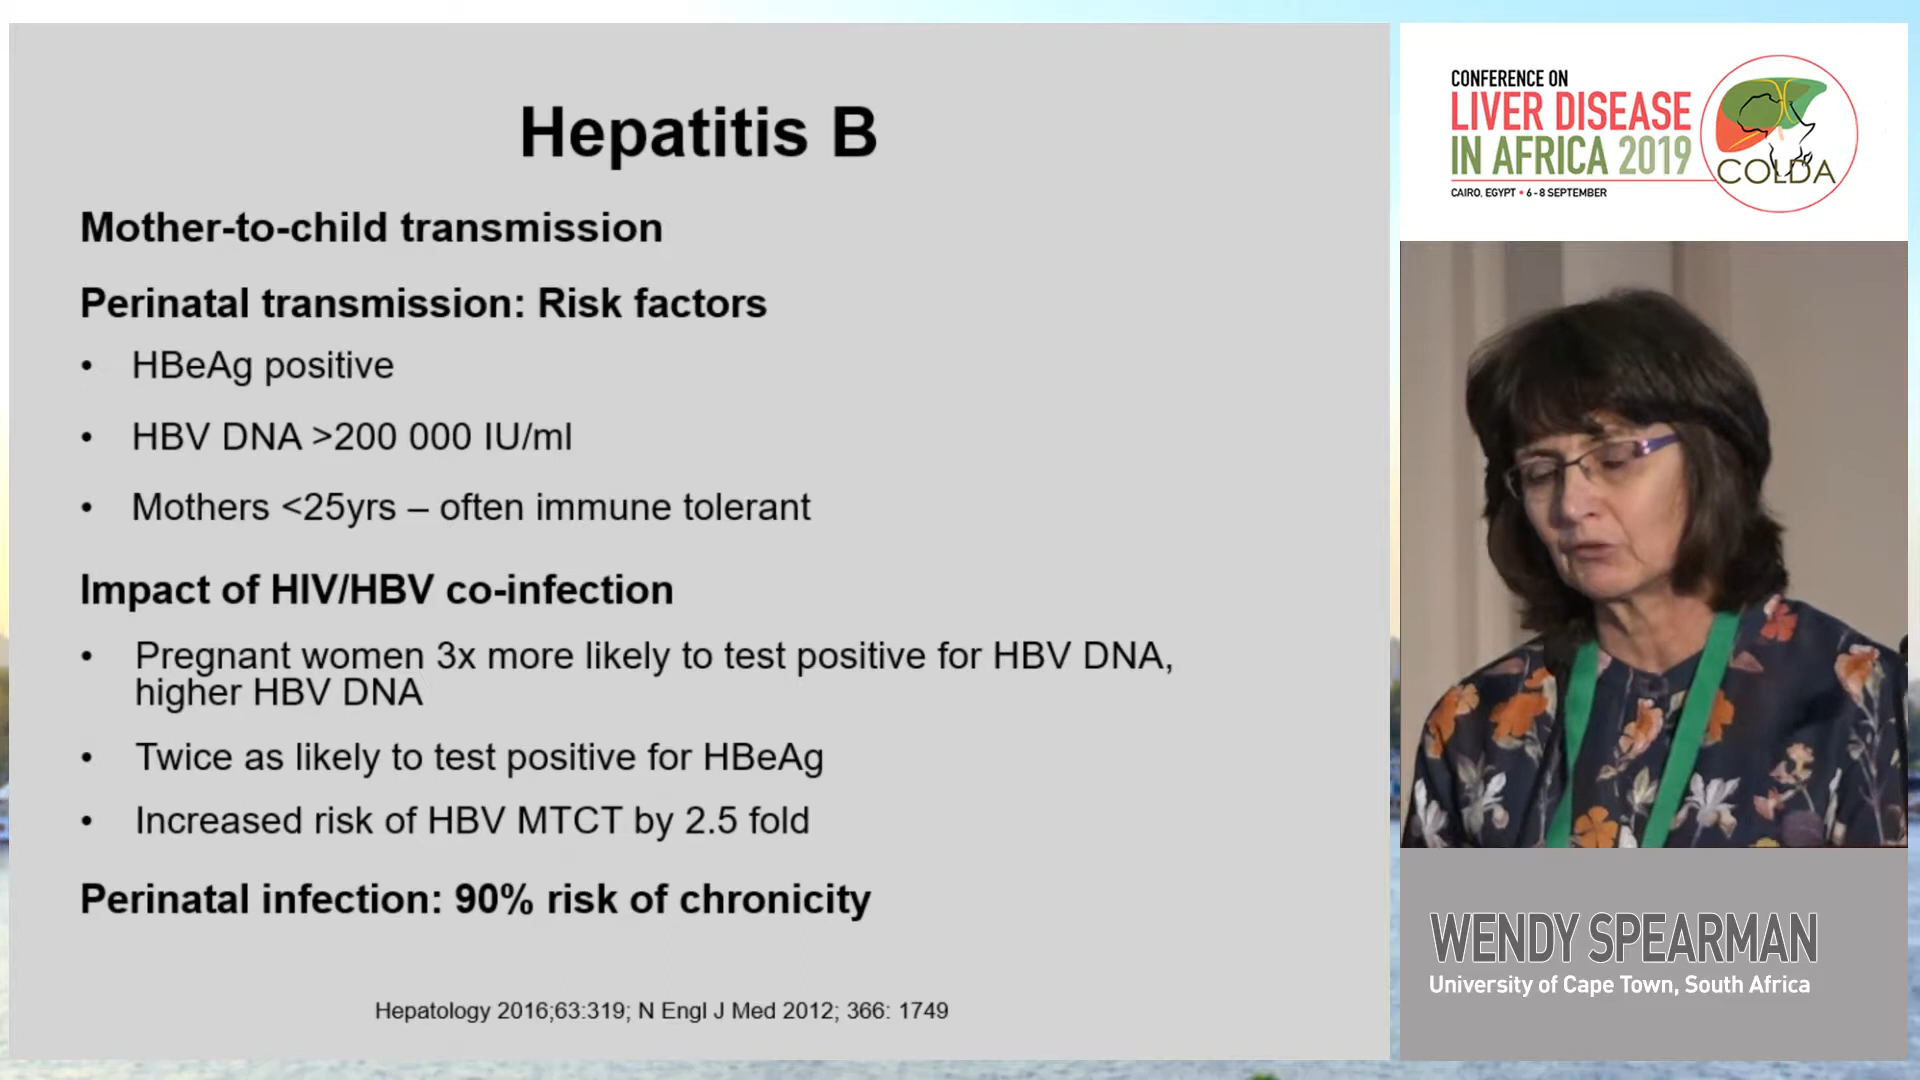 Hepatitis B
Mother-to-child transmission
Perinatal transmission: Risk factors
• HBeAg positive
• HBV DNA >200 000 IU/ml
• Mothers <25yrs – often immune tolerant
Impact of HIV/HBV co-infection
• Pregnant women 3x more likely to test positive for HBV DNA,
higher HBV DNA
• Twice as likely to test positive for HBeAg
• Increased risk of HBV MTCT by 2.5 fold
Perinatal infection: 90% risk of chronicity
Hepatology 2016;63:319; N Engl J Med 2012; 366: 1749
CONFERENCE ON
LIVER DISEASE
IN AFRICA 2019
CAIRO, EGYPT • 6 - 8 SEPTEMBER
COLDA
WENDY SPEARMAN
University of Cape Town, South Africa